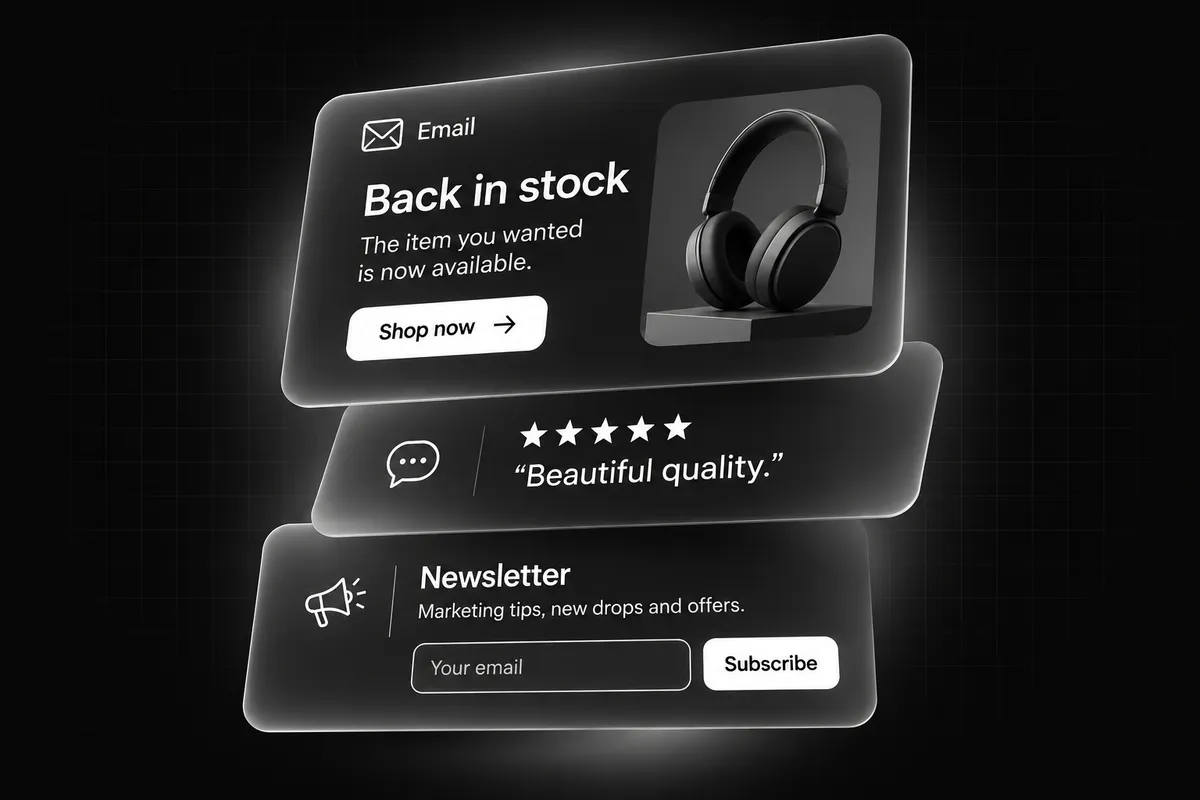 Email
Back in stock
The item you wanted
is now available.
Shop now →
★★★★★
“Beautiful quality.”
Newsletter
Marketing tips, new drops and offers.
Your email
Subscribe